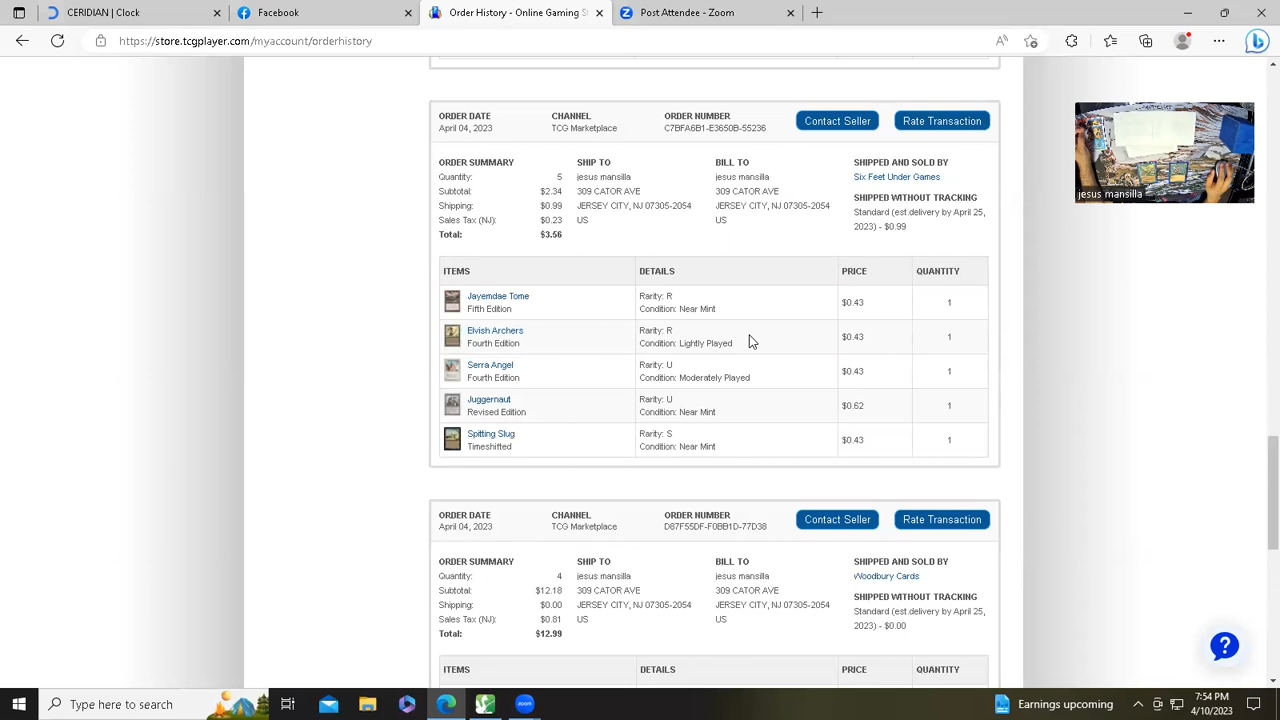 CERIDIAN | Clock
Facebook
Order History - Online Gaming S
Post Attendee - Zoom
https://store.tcgplayer.com/myaccount/orderhistory
ORDER DATE CHANNEL ORDER NUMBER
April 04, 2023 TCG Marketplace C7BFA6B1-E3650B-55236
Contact Seller Rate Transaction
ORDER SUMMARY SHIP TO BILL TO SHIPPED AND SOLD BY
Quantity: 5 jesus mansilla jesus mansilla Six Feet Under Games
Subtotal: $2.34 309 CATOR AVE 309 CATOR AVE
SHIPPED WITHOUT TRACKING
Shipping: $0.99 JERSEY CITY, NJ 07305-2054 JERSEY CITY, NJ 07305-2054 Standard (est.delivery by April 25,
Sales Tax (NJ): $0.23 US US 2023) - $0.99
Total: $3.56
ITEMS DETAILS PRICE QUANTITY
Jayemdae Tome Rarity: R $0.43 1
Fifth Edition Condition: Near Mint
Elvish Archers Rarity: R $0.43 1
Fourth Edition Condition: Lightly Played
Serra Angel Rarity: U $0.43 1
Fourth Edition Condition: Moderately Played
Juggernaut Rarity: U $0.62 1
Revised Edition Condition: Near Mint
Spitting Slug Rarity: S $0.43 1
Timeshifted Condition: Near Mint
ORDER DATE CHANNEL ORDER NUMBER
April 04, 2023 TCG Marketplace D87F55DF-F0BB1D-77D38
Contact Seller Rate Transaction
ORDER SUMMARY SHIP TO BILL TO SHIPPED AND SOLD BY
Quantity: 4 jesus mansilla jesus mansilla Woodbury Cards
Subtotal: $12.18 309 CATOR AVE 309 CATOR AVE
SHIPPED WITHOUT TRACKING
Shipping: $0.00 JERSEY CITY, NJ 07305-2054 JERSEY CITY, NJ 07305-2054 Standard (est.delivery by April 25,
Sales Tax (NJ): $0.81 US US 2023) - $0.00
Total: $12.99
ITEMS DETAILS PRICE QUANTITY
jesus mansilla
Type here to search
Earnings upcoming
7:54 PM
4/10/2023